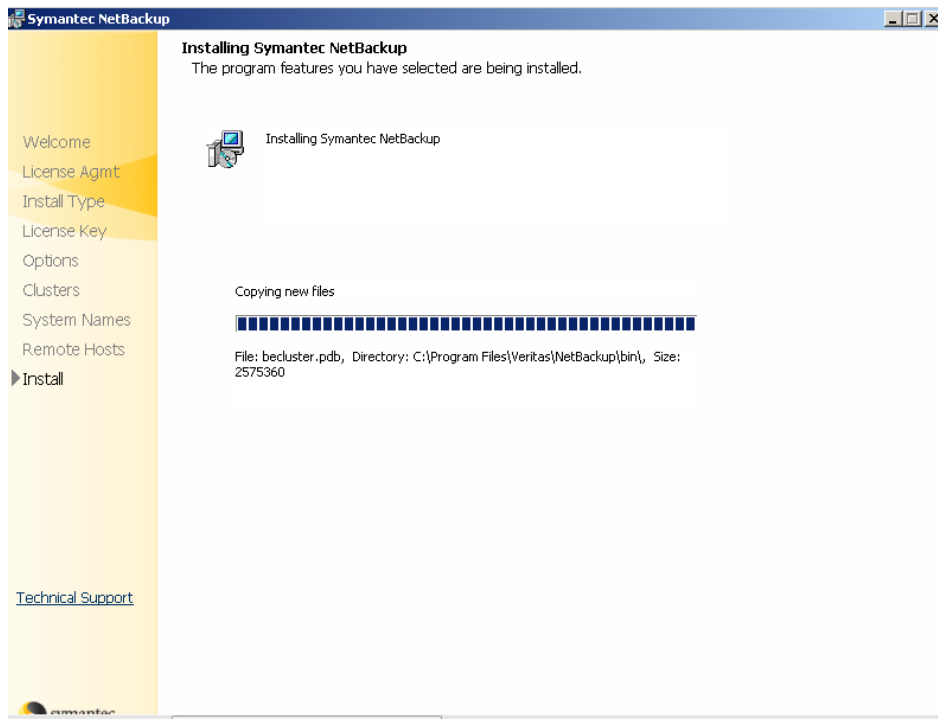 Symantec NetBackup
Installing Symantec NetBackup
The program features you have selected are being installed.
Welcome
License Agmt
Install Type
License Key
Options
Clusters
System Names
Remote Hosts
Install
Installing Symantec NetBackup
Copying new files
File: becluster.pdb, Directory: C:\Program Files\Veritas\NetBackup\bin\, Size:
2575360
Technical Support
symantec